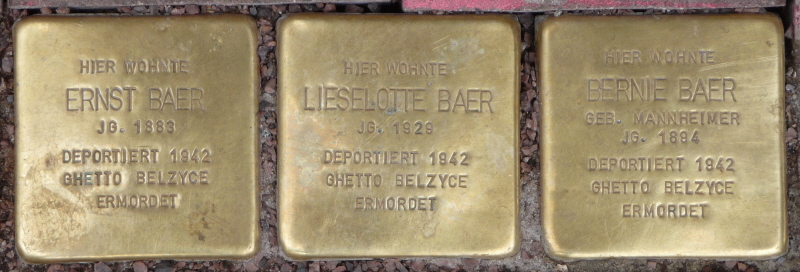 HIER WOHNTE
ERNST BAER
JG. 1883
DEPORTIERT 1942
GHETTO BELZYCE
ERMORDET
HIER WOHNTE
LIESELOTTE BAER
JG. 1929
DEPORTIERT 1942
GHETTO BELZYCE
ERMORDET
HIER WOHNTE
BERNIE BAER
GEB. MANNHEIMER
JG. 1894
DEPORTIERT 1942
GHETTO BELZYCE
ERMORDET